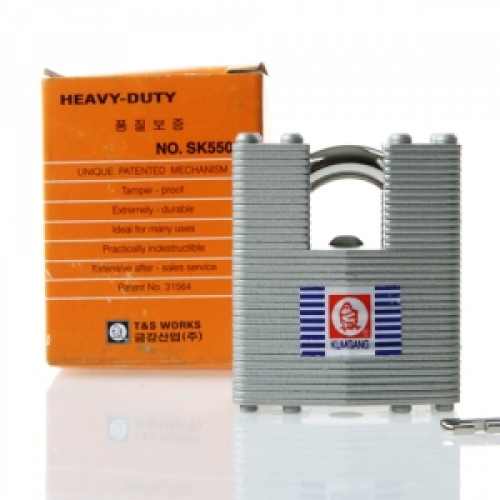 HEAVY-DUTY
품질보증
NO. SK550
UNIQUE PATENTED MECHANISM
Tamper - proof
Extremely - durable
Ideal for many uses
Practically indestructible
Extensive after - sales service
Patent No. 31564
T&S WORKS
금강산업(주)
KUMGANG